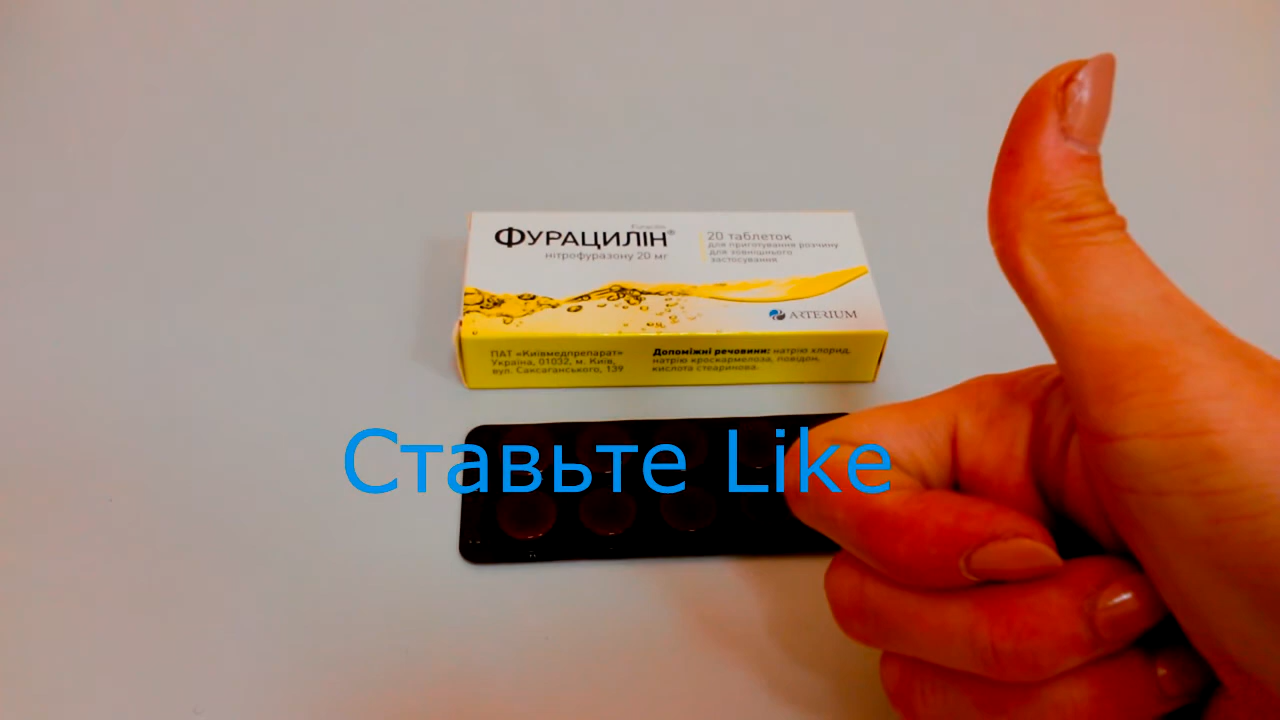 ФУРАЦИЛІН®
нітрофуразону 20 мг
20 таблеток
для приготування розчину
для зовнішнього
застосування
ARTERIUM
ПАТ «Київмедпрепарат»
Україна, 01032, м. Київ,
вул. Саксаганського, 139
Допоміжні речовини: натрію хлорид,
натрію кроскармелоза, повідон,
кислота стеаринова.
Ставьте Like